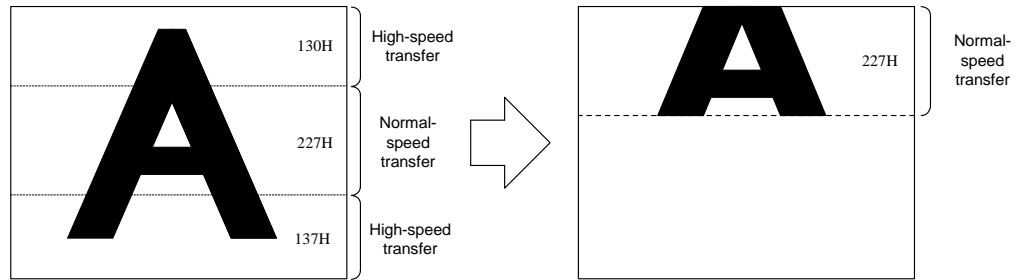 130H
High-speed
transfer
A
227H
Normal-
speed
transfer
137H
High-speed
transfer
A
227H
Normal-
speed
transfer